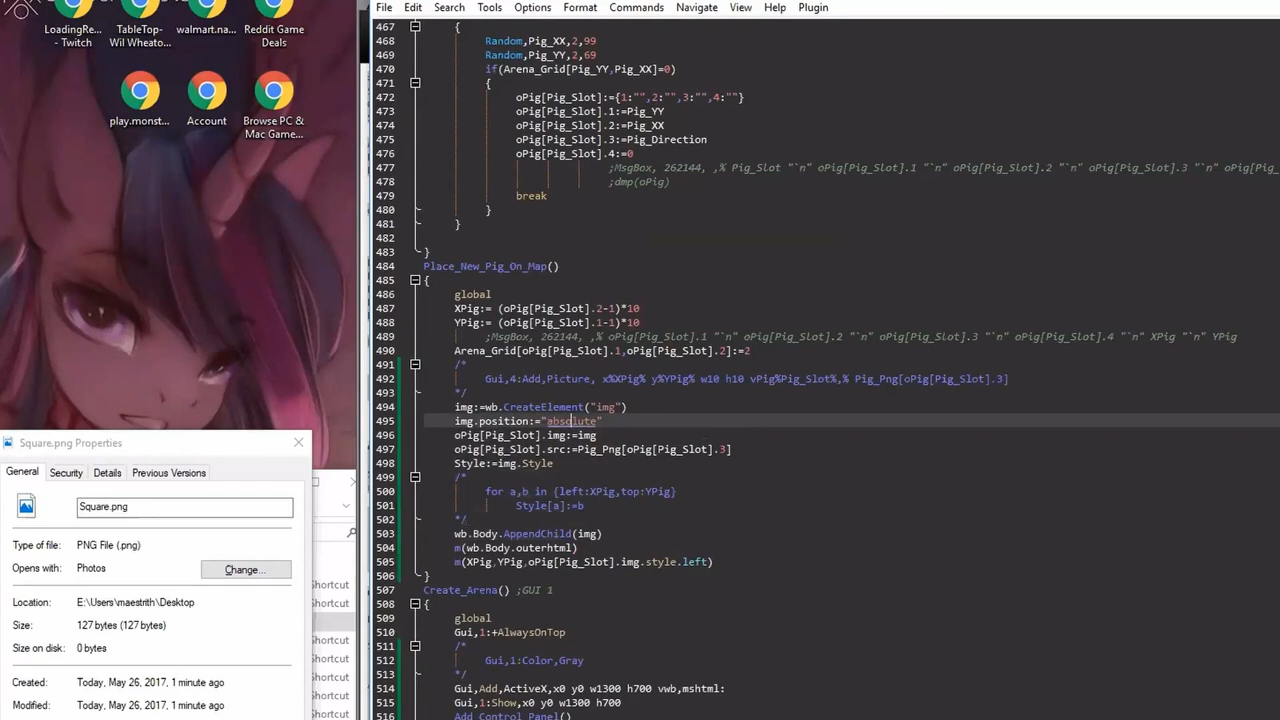 LoadingRe...
- Twitch
TableTop-
Wil Wheato...
walmart.na...
Reddit Game
Deals
play.monst...
Account
Browse PC &
Mac Game...
File Edit Search Tools Options Format Commands Navigate View Help Plugin
467 {
468 Random,Pig_XX,2,99
469 Random,Pig_YY,2,69
470 if(Arena_Grid[Pig_YY,Pig_XX]=0)
471 {
472 oPig[Pig_Slot]:={1:"",2:"",3:"",4:""}
473 oPig[Pig_Slot].1:=Pig_YY
474 oPig[Pig_Slot].2:=Pig_XX
475 oPig[Pig_Slot].3:=Pig_Direction
476 oPig[Pig_Slot].4:=0
477 ;MsgBox, 262144, ,% Pig_Slot "`n" oPig[Pig_Slot].1 "`n" oPig[Pig_Slot].2 "`n" oPig[Pig_Slot].3 "`n" oPig[Pig_
478 ;dmp(oPig)
479 break
480 }
481 }
482
483 }
484 Place_New_Pig_On_Map()
485 {
486 global
487 XPig:= (oPig[Pig_Slot].2-1)*10
488 YPig:= (oPig[Pig_Slot].1-1)*10
489 ;MsgBox, 262144, ,% oPig[Pig_Slot].1 "`n" oPig[Pig_Slot].2 "`n" oPig[Pig_Slot].3 "`n" oPig[Pig_Slot].4 "`n" XPig "`n" YPig
490 Arena_Grid[oPig[Pig_Slot].1,oPig[Pig_Slot].2]:=2
491 /*
492 Gui,4:Add,Picture, x%XPig% y%YPig% w10 h10 vPig%Pig_Slot%,% Pig_Png[oPig[Pig_Slot].3]
493 */
494 img:=wb.CreateElement("img")
495 img.position:="absolute"
496 oPig[Pig_Slot].img:=img
497 oPig[Pig_Slot].src:=Pig_Png[oPig[Pig_Slot].3]
498 Style:=img.Style
499 /*
500 for a,b in {left:XPig,top:YPig}
501 Style[a]:=b
502 */
503 wb.Body.AppendChild(img)
504 m(wb.Body.outerhtml)
505 m(XPig,YPig,oPig[Pig_Slot].img.style.left)
506 }
507 Create_Arena() ;GUI 1
508 {
509 global
510 Gui,1:+AlwaysOnTop
511 /*
512 Gui,1:Color,Gray
513 */
514 Gui,Add,ActiveX,x0 y0 w1300 h700 vwb,mshtml:
515 Gui,1:Show,x0 y0 w1300 h700
516 Add_Control_Panel()
Square.png Properties
General Security Details Previous Versions
Square.png
Type of file: PNG File (.png)
Opens with: Photos Change...
Location: E:\Users\maestrith\Desktop
Size: 127 bytes (127 bytes)
Size on disk: 0 bytes
Created: Today, May 26, 2017, 1 minute ago
Modified: Today, May 26, 2017, 1 minute ago
Shortcut
Shortcut
Shortcut
Shortcut
Shortcut
Shortcut